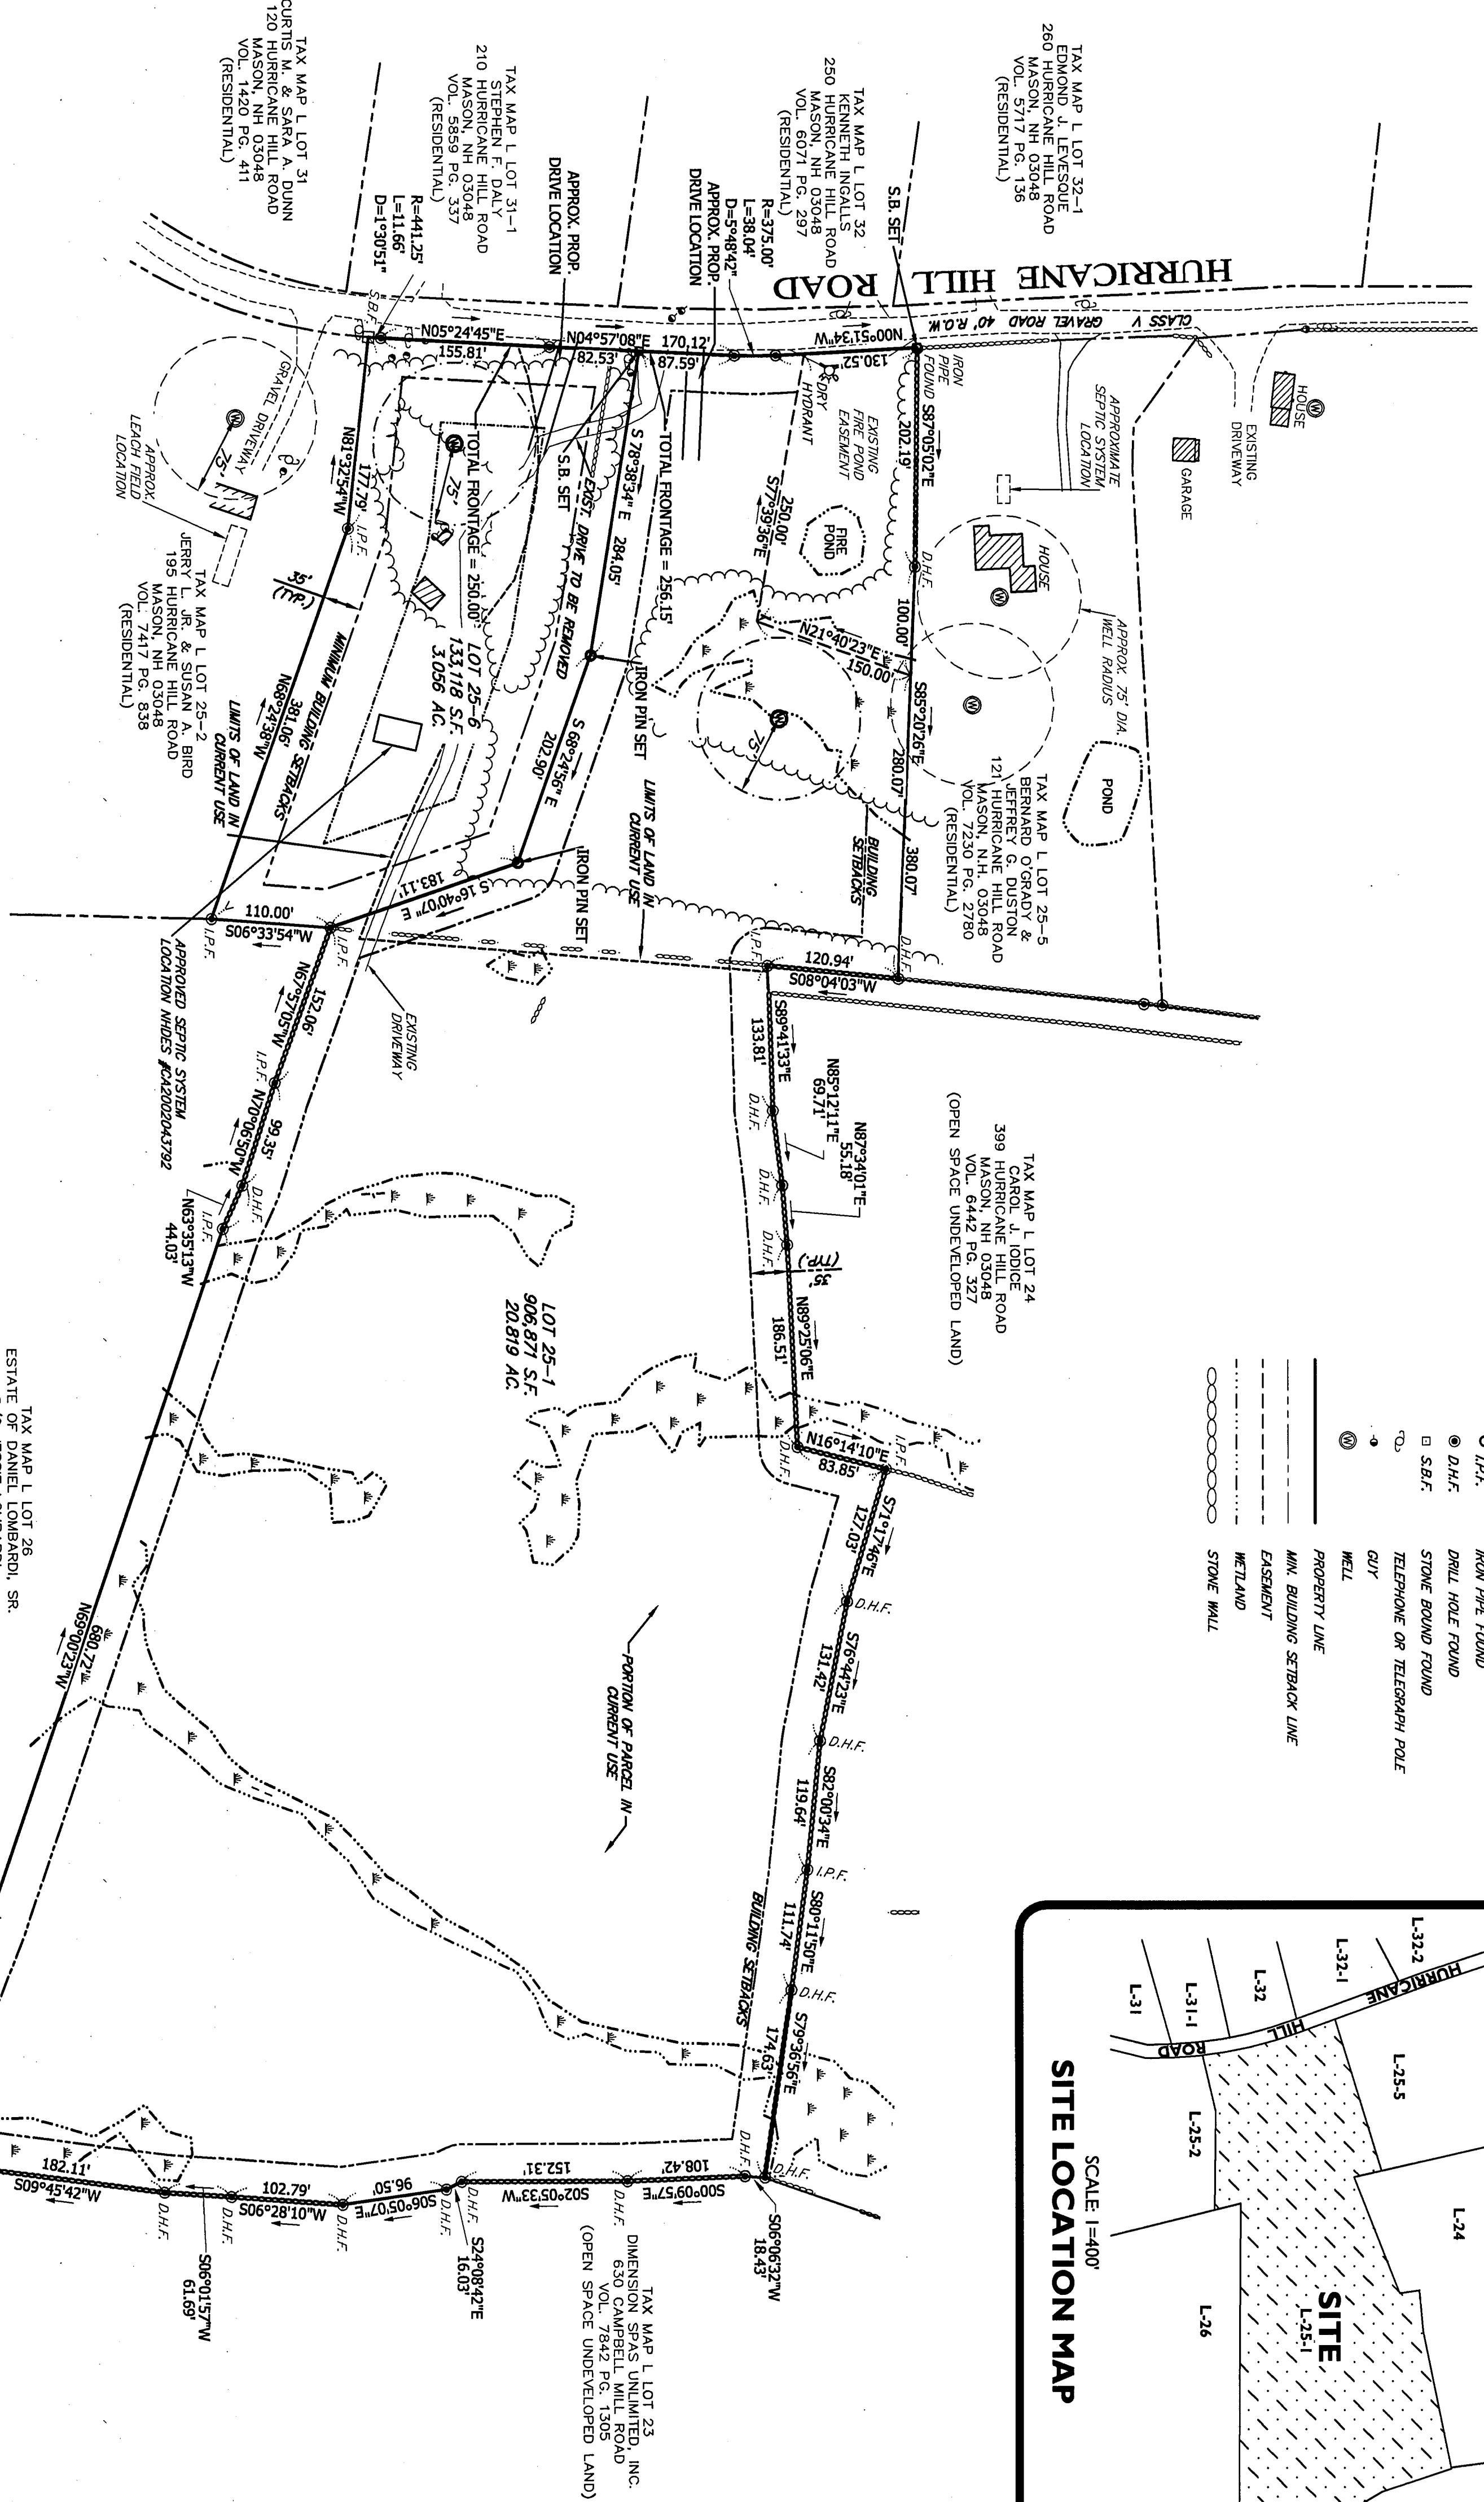 TAX MAP L LOT 32-1
EDMOND J. LEVESQUE
260 HURRICANE HILL ROAD
MASON, NH 03048
VOL. 5717 PG. 136
(RESIDENTIAL)
TAX MAP L LOT 32
KENNETH INGALLS
250 HURRICANE HILL ROAD
MASON, NH 03048
VOL. 6071 PG. 297
(RESIDENTIAL)
TAX MAP L LOT 31-1
STEPHEN F. DALY
210 HURRICANE HILL ROAD
MASON, NH 03048
VOL. 5859 PG. 337
(RESIDENTIAL)
TAX MAP L LOT 31
CURTIS M. & SARA A. DUNN
120 HURRICANE HILL ROAD
MASON, NH 03048
VOL. 1420 PG. 411
(RESIDENTIAL)
S.B. SET
R=375.00'
L=38.04'
D=5°48'42"
APPROX. PROP.
DRIVE LOCATION
APPROX. PROP.
DRIVE LOCATION
R=441.25'
L=11.66'
D=1°30'51"
HURRICANE HILL ROAD
CLASS V GRAVEL ROAD 40' R.O.W.
S.B.F.
N05°24'45"E
155.81'
N04°57'08"E 170.12'
82.53'
87.59'
N00°51'34"W
130.52'
IRON
PIPE
FOUND
DRY
HYDRANT
EXISTING
FIRE POND
EASEMENT
FIRE
POND
HOUSE
W
EXISTING
DRIVEWAY
GARAGE
APPROXIMATE
SEPTIC SYSTEM
LOCATION
HOUSE
W
W
APPROX. 75' DIA.
WELL RADIUS
POND
TAX MAP L LOT 25-5
BERNARD O'GRADY &
JEFFREY G. DUSTON
121 HURRICANE HILL ROAD
MASON, N.H. 03048
VOL. 7230 PG. 2780
(RESIDENTIAL)
S87°05'02"E
202.19'
D.H.F.
100.00'
S85°20'26"E
280.07'
380.07'
D.H.F.
250.00'
S77°39'36"E
N21°40'23"E
150.00'
W
75'
BUILDING
SETBACKS
TOTAL FRONTAGE = 256.15'
S 78°38'34" E 284.05'
S.B. SET
EXIST. DRIVE TO BE REMOVED
TOTAL FRONTAGE = 250.00'
LOT 25-6
133,118 S.F.
3.056 AC.
W
75'
IRON PIN SET
S 68°24'56" E
202.90'
IRON PIN SET
LIMITS OF LAND IN
CURRENT USE
S 16°40'07" E
183.11'
(GRAVEL DRIVEWAY)
W
75'
APPROX.
LEACH FIELD
LOCATION
N81°32'54"W
177.79'
I.P.F.
TAX MAP L LOT 25-2
JERRY L. JR. & SUSAN A. BIRD
195 HURRICANE HILL ROAD
MASON, NH 03048
VOL. 7417 PG. 838
(RESIDENTIAL)
35'
(TYP.)
MINIMUM BUILDING SETBACKS
N68°24'38"W
381.06'
LIMITS OF LAND IN
CURRENT USE
110.00'
S06°33'54"W
I.P.F.
I.P.F.
APPROVED SEPTIC SYSTEM
LOCATION NHDES #CA2002043792
EXISTING
DRIVEWAY
152.06'
N67°57'05"W
I.P.F.
99.35'
N70°06'50"W
D.H.F.
I.P.F.
N63°35'13"W
44.03'
I.P.F.
120.94'
S08°04'03"W
S89°41'33"E
133.81'
D.H.F.
N85°12'11"E
69.71'
D.H.F.
N87°34'01"E
55.18'
D.H.F.
35'
(TYP.)
N89°25'06"E
186.51'
D.H.F.
N16°14'10"E
83.85'
I.P.F.
TAX MAP L LOT 24
CAROL J. IODICE
399 HURRICANE HILL ROAD
MASON, NH 03048
VOL. 6442 PG. 327
(OPEN SPACE UNDEVELOPED LAND)
LOT 25-1
906,871 S.F.
20.819 AC.
TAX MAP L LOT 26
ESTATE OF DANIEL LOMBARDI, SR.
680.72'
N69°00'23"W
PORTION OF PARCEL IN
CURRENT USE
S71°17'46"E
127.03'
D.H.F.
S76°44'23"E
131.42'
D.H.F.
S82°00'34"E
119.64'
I.P.F.
S80°11'50"E
111.74'
D.H.F.
S79°36'56"E
174.63'
D.H.F.
BUILDING SETBACKS
S06°06'32"W
18.43'
D.H.F.
108.42'
S00°09'57"E
D.H.F.
152.31'
S02°05'33"W
D.H.F.
S24°08'42"E
16.03'
D.H.F.
96.50'
S06°05'07"E
D.H.F.
102.79'
S06°28'10"W
D.H.F.
S06°01'57"W
61.69'
D.H.F.
182.11'
S09°45'42"W
TAX MAP L LOT 23
DIMENSION SPAS UNLIMITED, INC.
630 CAMPBELL MILL ROAD
VOL. 7842 PG. 1305
(OPEN SPACE UNDEVELOPED LAND)
I.P.F. IRON PIPE FOUND
D.H.F. DRILL HOLE FOUND
S.B.F. STONE BOUND FOUND
TELEPHONE OR TELEGRAPH POLE
GUY
W WELL
PROPERTY LINE
MIN. BUILDING SETBACK LINE
EASEMENT
WETLAND
STONE WALL
L-32-2
L-32-1
L-32
L-31-1
L-31
HURRICANE HILL ROAD
L-25-5
L-25-2
L-24
L-26
SITE
L-25-1
SCALE: 1=400'
SITE LOCATION MAP